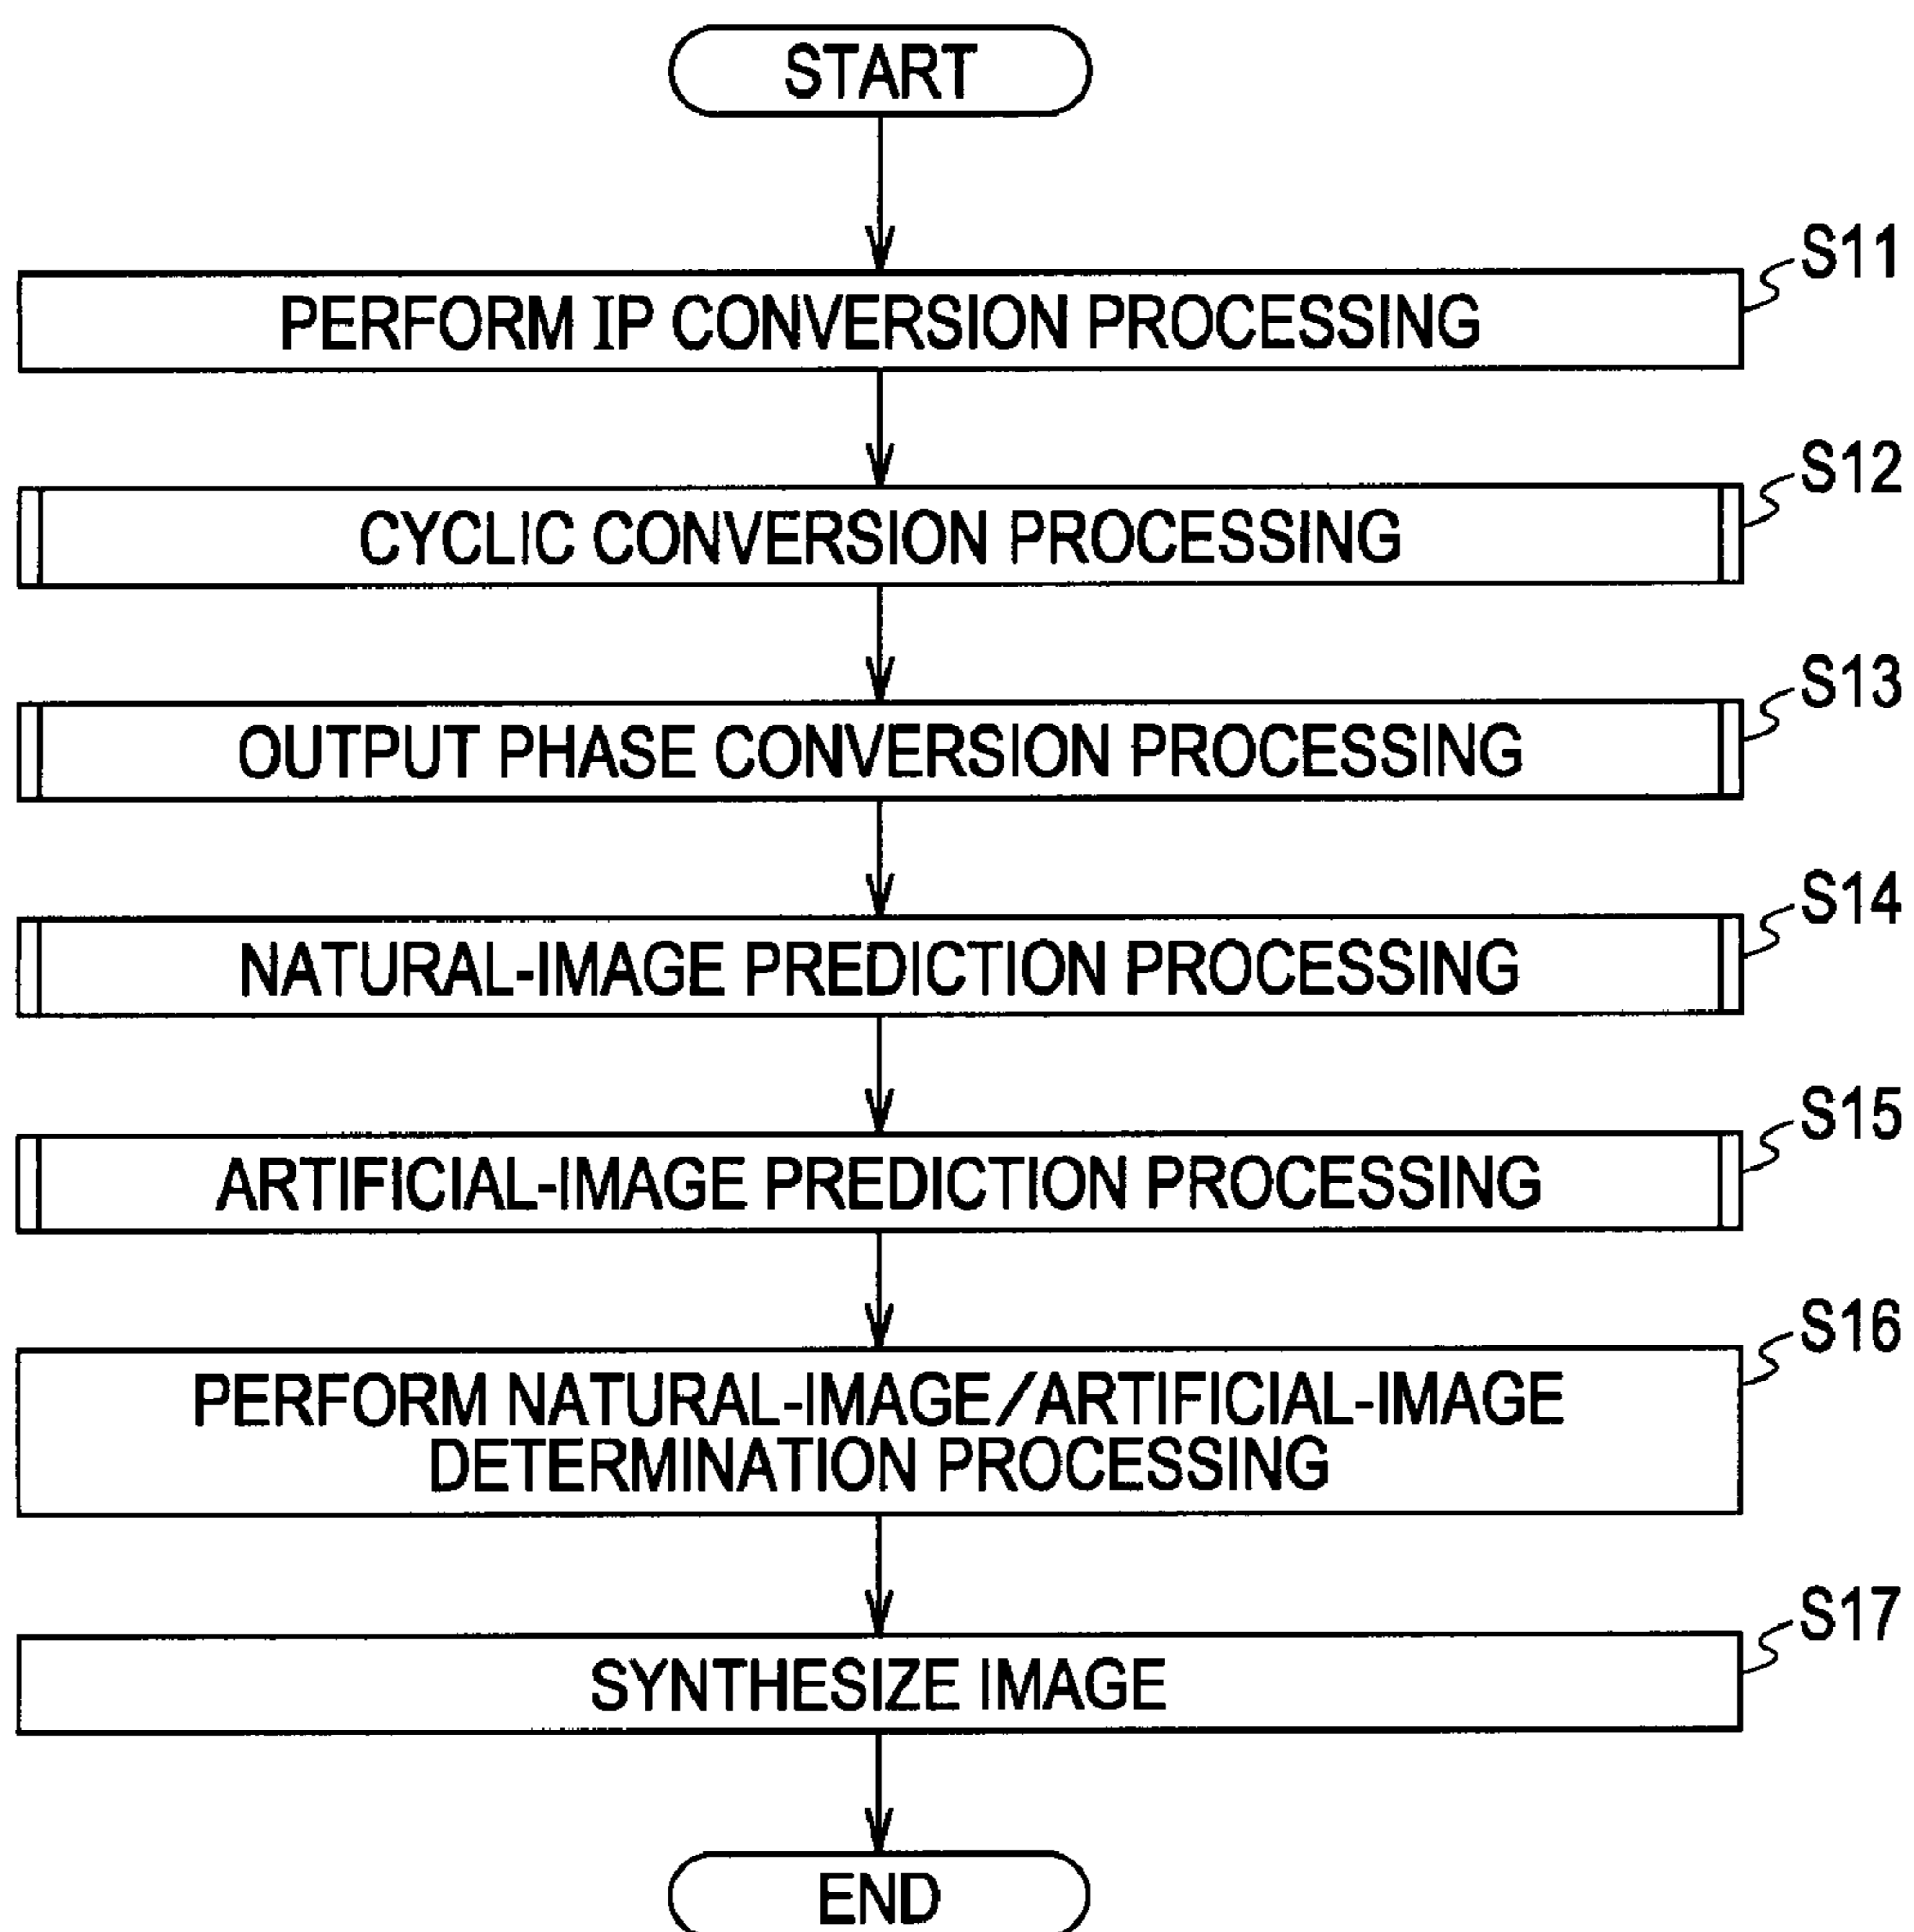 START
S11
PERFORM IP CONVERSION PROCESSING
S12
CYCLIC CONVERSION PROCESSING
S13
OUTPUT PHASE CONVERSION PROCESSING
S14
NATURAL-IMAGE PREDICTION PROCESSING
S15
ARTIFICIAL-IMAGE PREDICTION PROCESSING
S16
PERFORM NATURAL-IMAGE/ARTIFICIAL-IMAGE
DETERMINATION PROCESSING
S17
SYNTHESIZE IMAGE
END